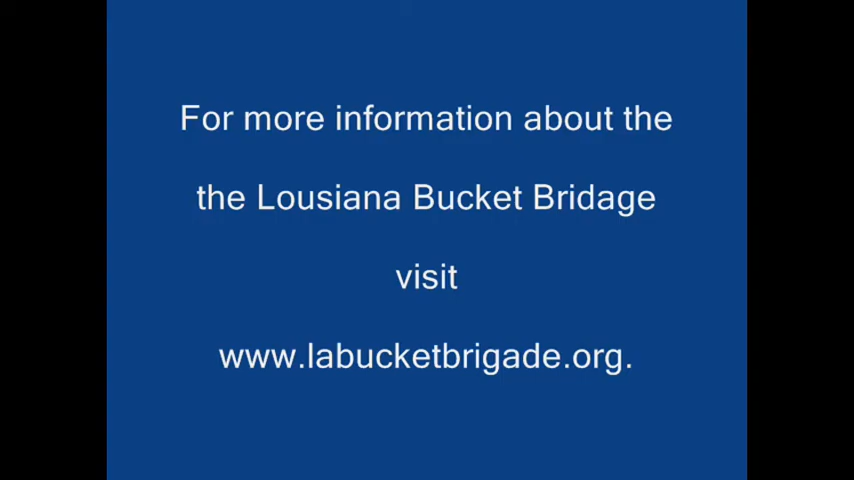 For more information about the
the Lousiana Bucket Bridage
visit
www.labucketbrigade.org.